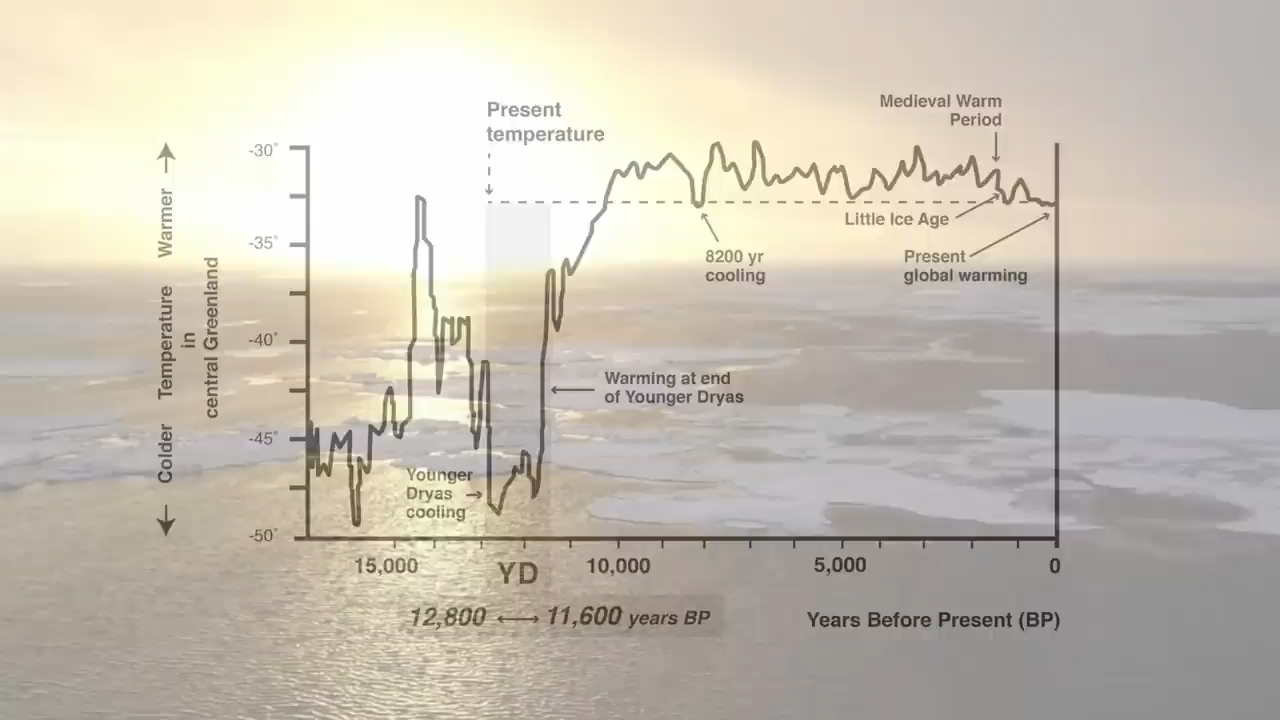 Medieval Warm
Period
Present
temperature
-30°
-35°
-40°
-45°
-50°
Colder Temperature Warmer
in
central Greenland
Little Ice Age
8200 yr
cooling
Present
global warming
Warming at end
of Younger Dryas
Younger
Dryas
cooling
15,000
YD
10,000
5,000
0
12,800 ⟷ 11,600 years BP
Years Before Present (BP)